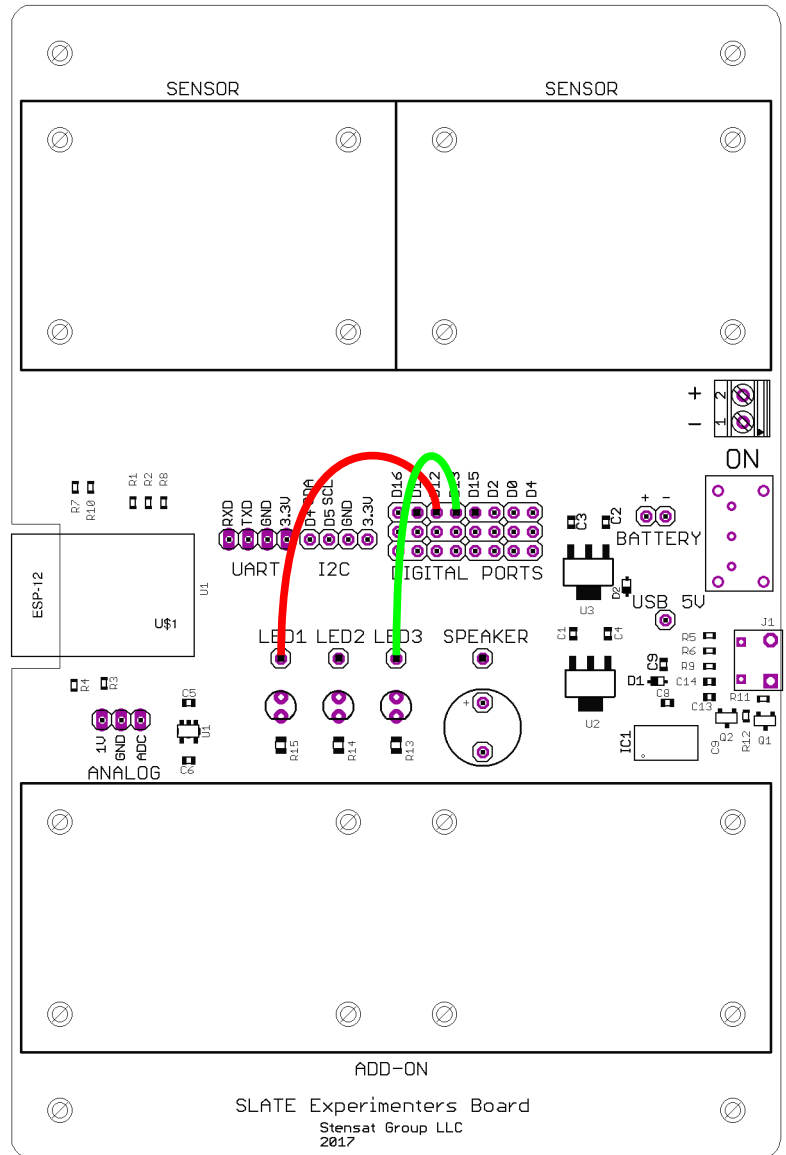 SENSOR
SENSOR
+ 2
- 1
ON
R7
R10
R1
R2
R8
RXD
TXD
GND
3.3V
D5 SCL
GND
3.3V
D16
D12
D13
D15
D2
D0
D4
C3
C2
+ -
BATTERY
UART
I2C
DIGITAL PORTS
ESP-12
U$1
U1
U3
D2
USB 5V
J1
LED1
LED2
LED3
SPEAKER
C1
C4
R5
R6
R9
C14
C13
R11
C9
D1
C8
U2
R4
R3
C5
U1
C6
1V
GND
ADC
ANALOG
R15
R14
R13
+
IC1
C9
Q2
R12
Q1
ADD-ON
SLATE Experimenters Board
Stensat Group LLC
2017